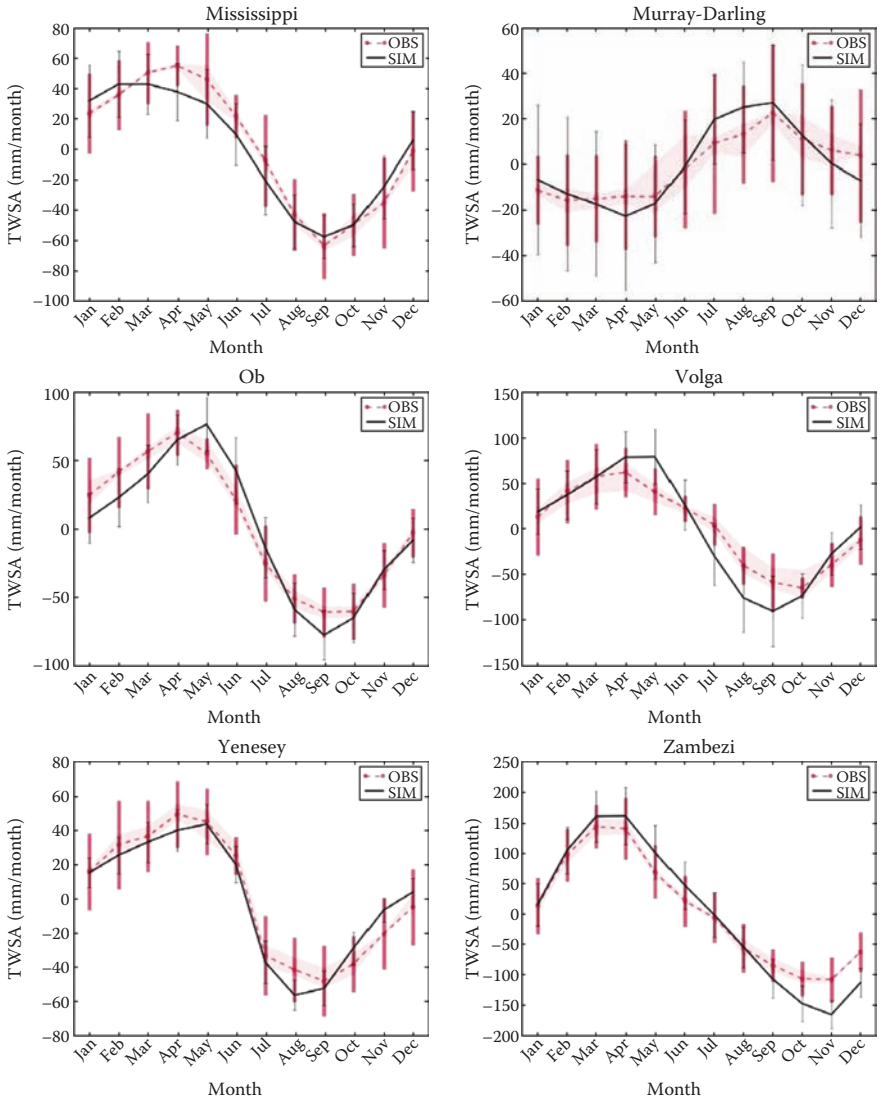 Mississippi
80
60
40
20
0
−20
−40
−60
−80
−100
TWSA (mm/month)
OBS
SIM
Jan
Feb
Mar
Apr
May
Jun
Jul
Aug
Sep
Oct
Nov
Dec
Month
Murray-Darling
60
40
20
0
−20
−40
−60
TWSA (mm/month)
OBS
SIM
Jan
Feb
Mar
Apr
May
Jun
Jul
Aug
Sep
Oct
Nov
Dec
Month
Ob
100
50
0
−50
−100
TWSA (mm/month)
OBS
SIM
Jan
Feb
Mar
Apr
May
Jun
Jul
Aug
Sep
Oct
Nov
Dec
Month
Volga
150
100
50
0
−50
−100
−150
TWSA (mm/month)
OBS
SIM
Jan
Feb
Mar
Apr
May
Jun
Jul
Aug
Sep
Oct
Nov
Dec
Month
Yenesey
80
60
40
20
0
−20
−40
−60
−80
TWSA (mm/month)
OBS
SIM
Jan
Feb
Mar
Apr
May
Jun
Jul
Aug
Sep
Oct
Nov
Dec
Month
Zambezi
250
200
150
100
50
0
−50
−100
−150
−200
TWSA (mm/month)
OBS
SIM
Jan
Feb
Mar
Apr
May
Jun
Jul
Aug
Sep
Oct
Nov
Dec
Month